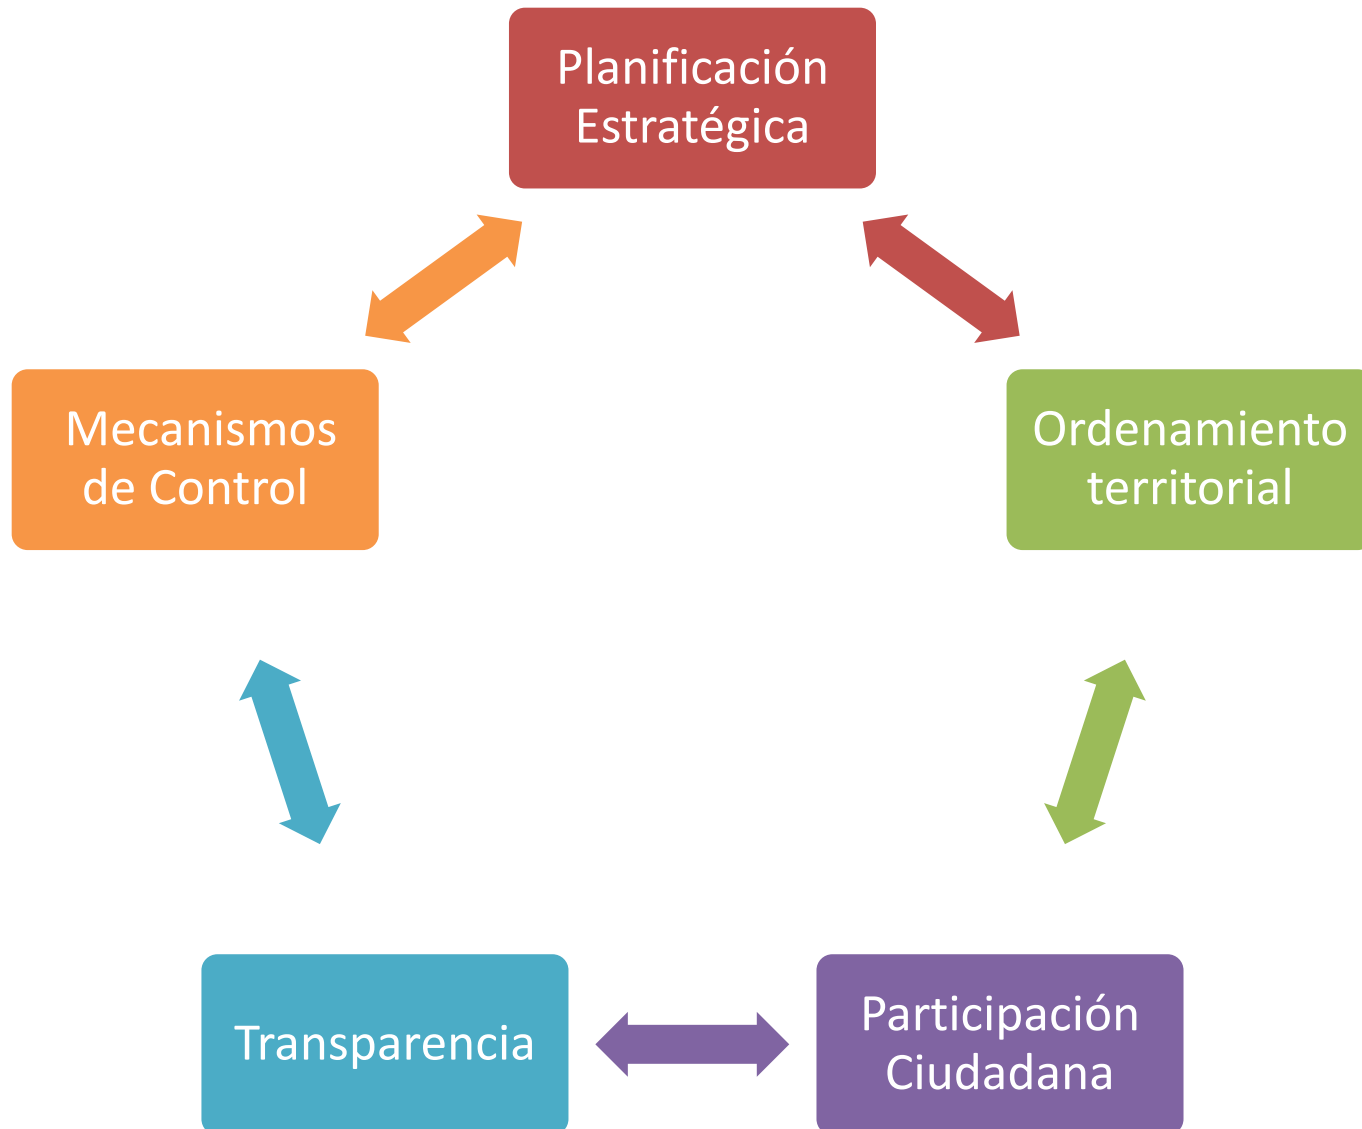 Planificación
Estratégica
Mecanismos
de Control
Ordenamiento
territorial
Transparencia
Participación
Ciudadana